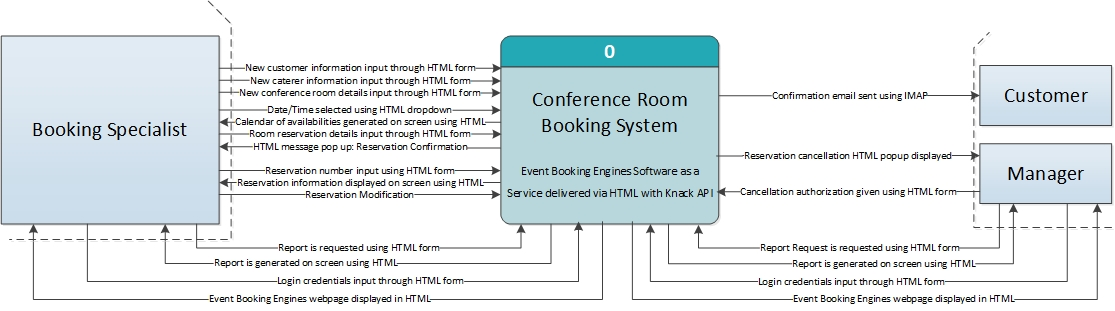 Booking Specialist
New customer information input through HTML form
New caterer information input through HTML form
New conference room details input through HTML form
Date/Time selected using HTML dropdown
Calendar of availabilities generated on screen using HTML
Room reservation details input through HTML form
HTML message pop up: Reservation Confirmation
Reservation number input using HTML form
Reservation information displayed on screen using HTML
Reservation Modification
Report is requested using HTML form
Report is generated on screen using HTML
Login credentials input through HTML form
Event Booking Engines webpage displayed in HTML
0
Conference Room
Booking System
Event Booking Engines Software as a
Service delivered via HTML with Knack API
Confirmation email sent using IMAP
Reservation cancellation HTML popup displayed
Cancellation authorization given using HTML form
Report Request is requested using HTML form
Report is generated on screen using HTML
Login credentials input through HTML form
Event Booking Engines webpage displayed in HTML
Customer
Manager